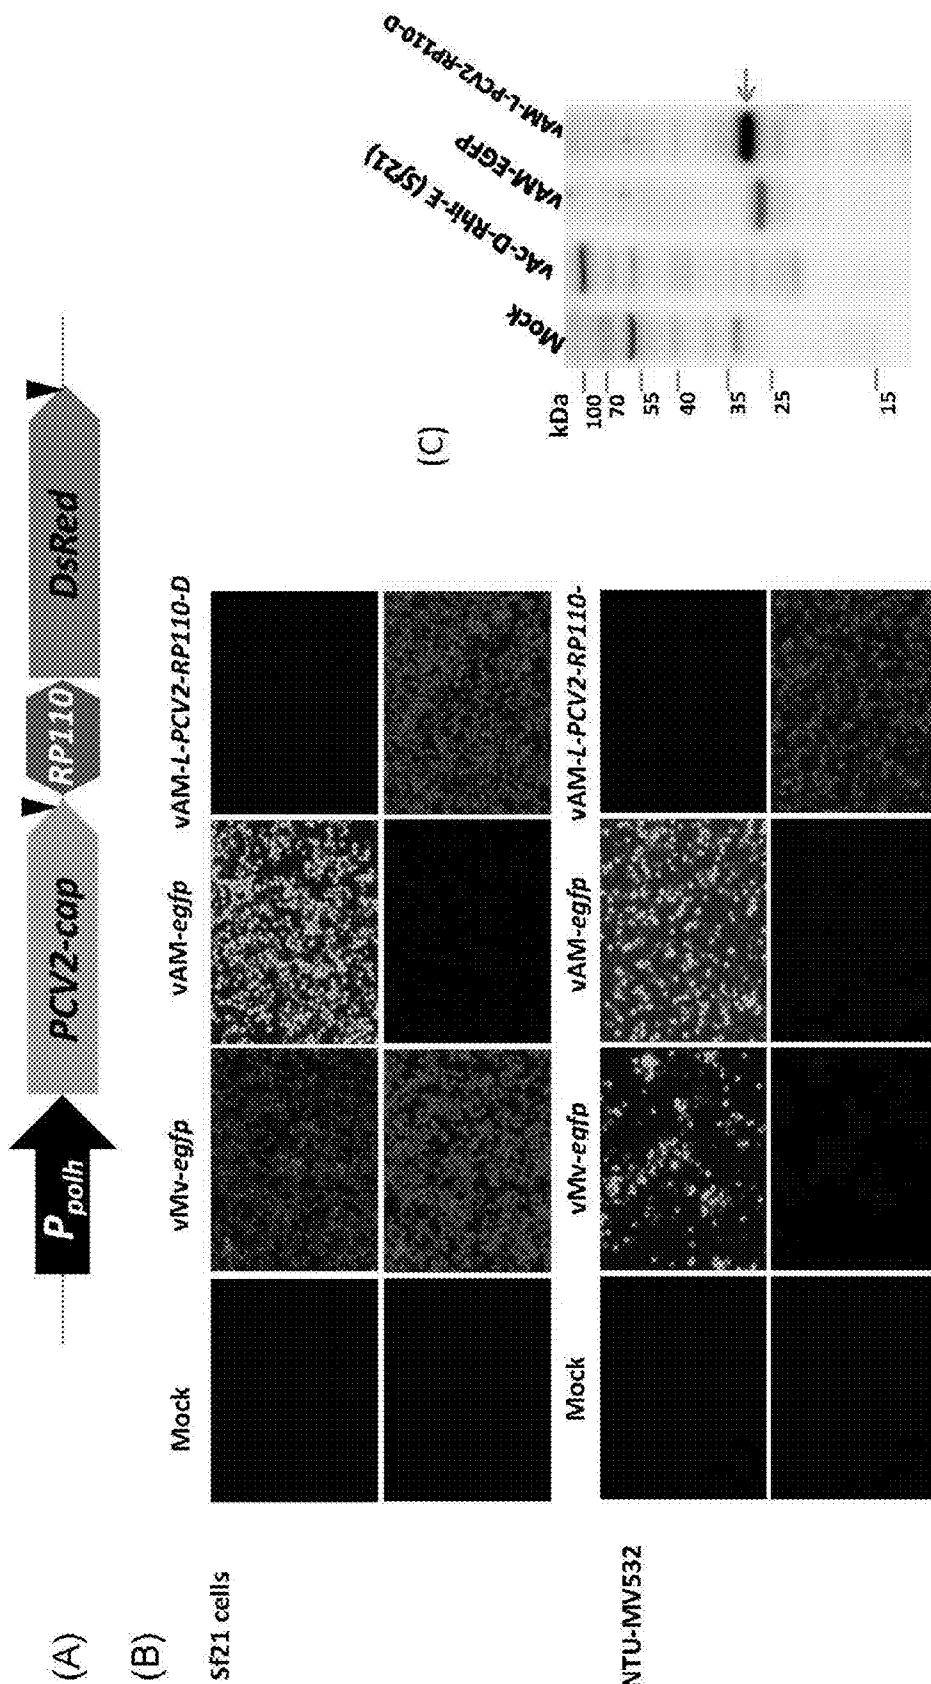 (A)
P polh
PCV2-cap
RP110
DsRed
(B)
Mock
vMv-egfp
vAM-egfp
vAM-L-PCV2-RP110-D
Sf21 cells
Mock
vMv-egfp
vAM-egfp
vAM-L-PCV2-RP110-
NTU-MV532
(C)
kDa
Mock
vAc-D-Rhir-E (Sf21)
vAM-EGFP
vAM-L-PCV2-RP110-D
100
70
55
40
35
25
15